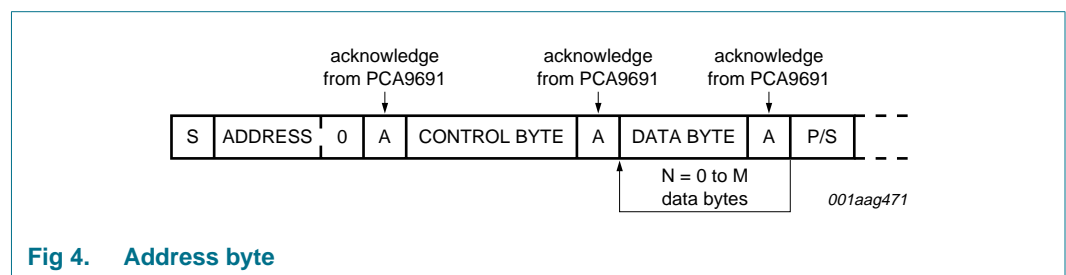 acknowledge
from PCA9691
acknowledge
from PCA9691
acknowledge
from PCA9691
S ADDRESS 0 A CONTROL BYTE A DATA BYTE A P/S
N = 0 to M
data bytes
001aag471
Fig 4. Address byte